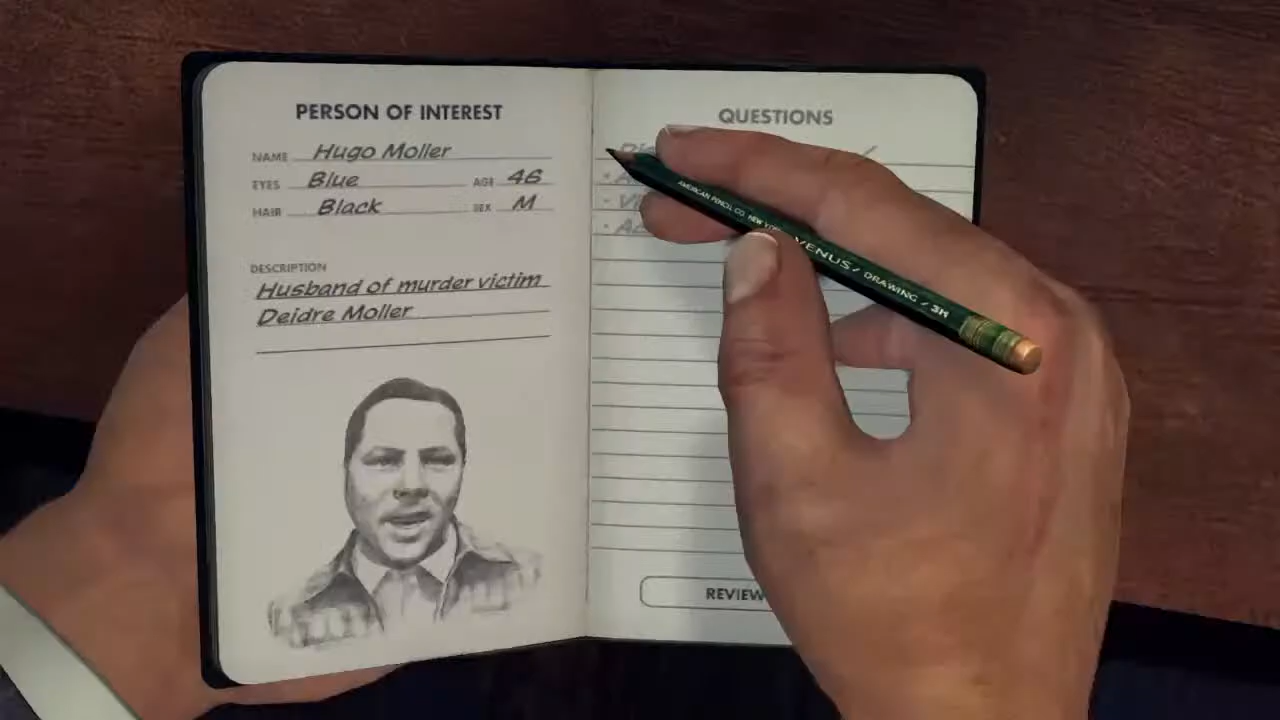 PERSON OF INTEREST
NAME Hugo Moller
EYES Blue AGE 46
HAIR Black SEX M
DESCRIPTION
Husband of murder victim
Deidre Moller
QUESTIONS
REVIEW
AMERICAN PENCIL CO. NEW VENUS / DRAWING / 3H